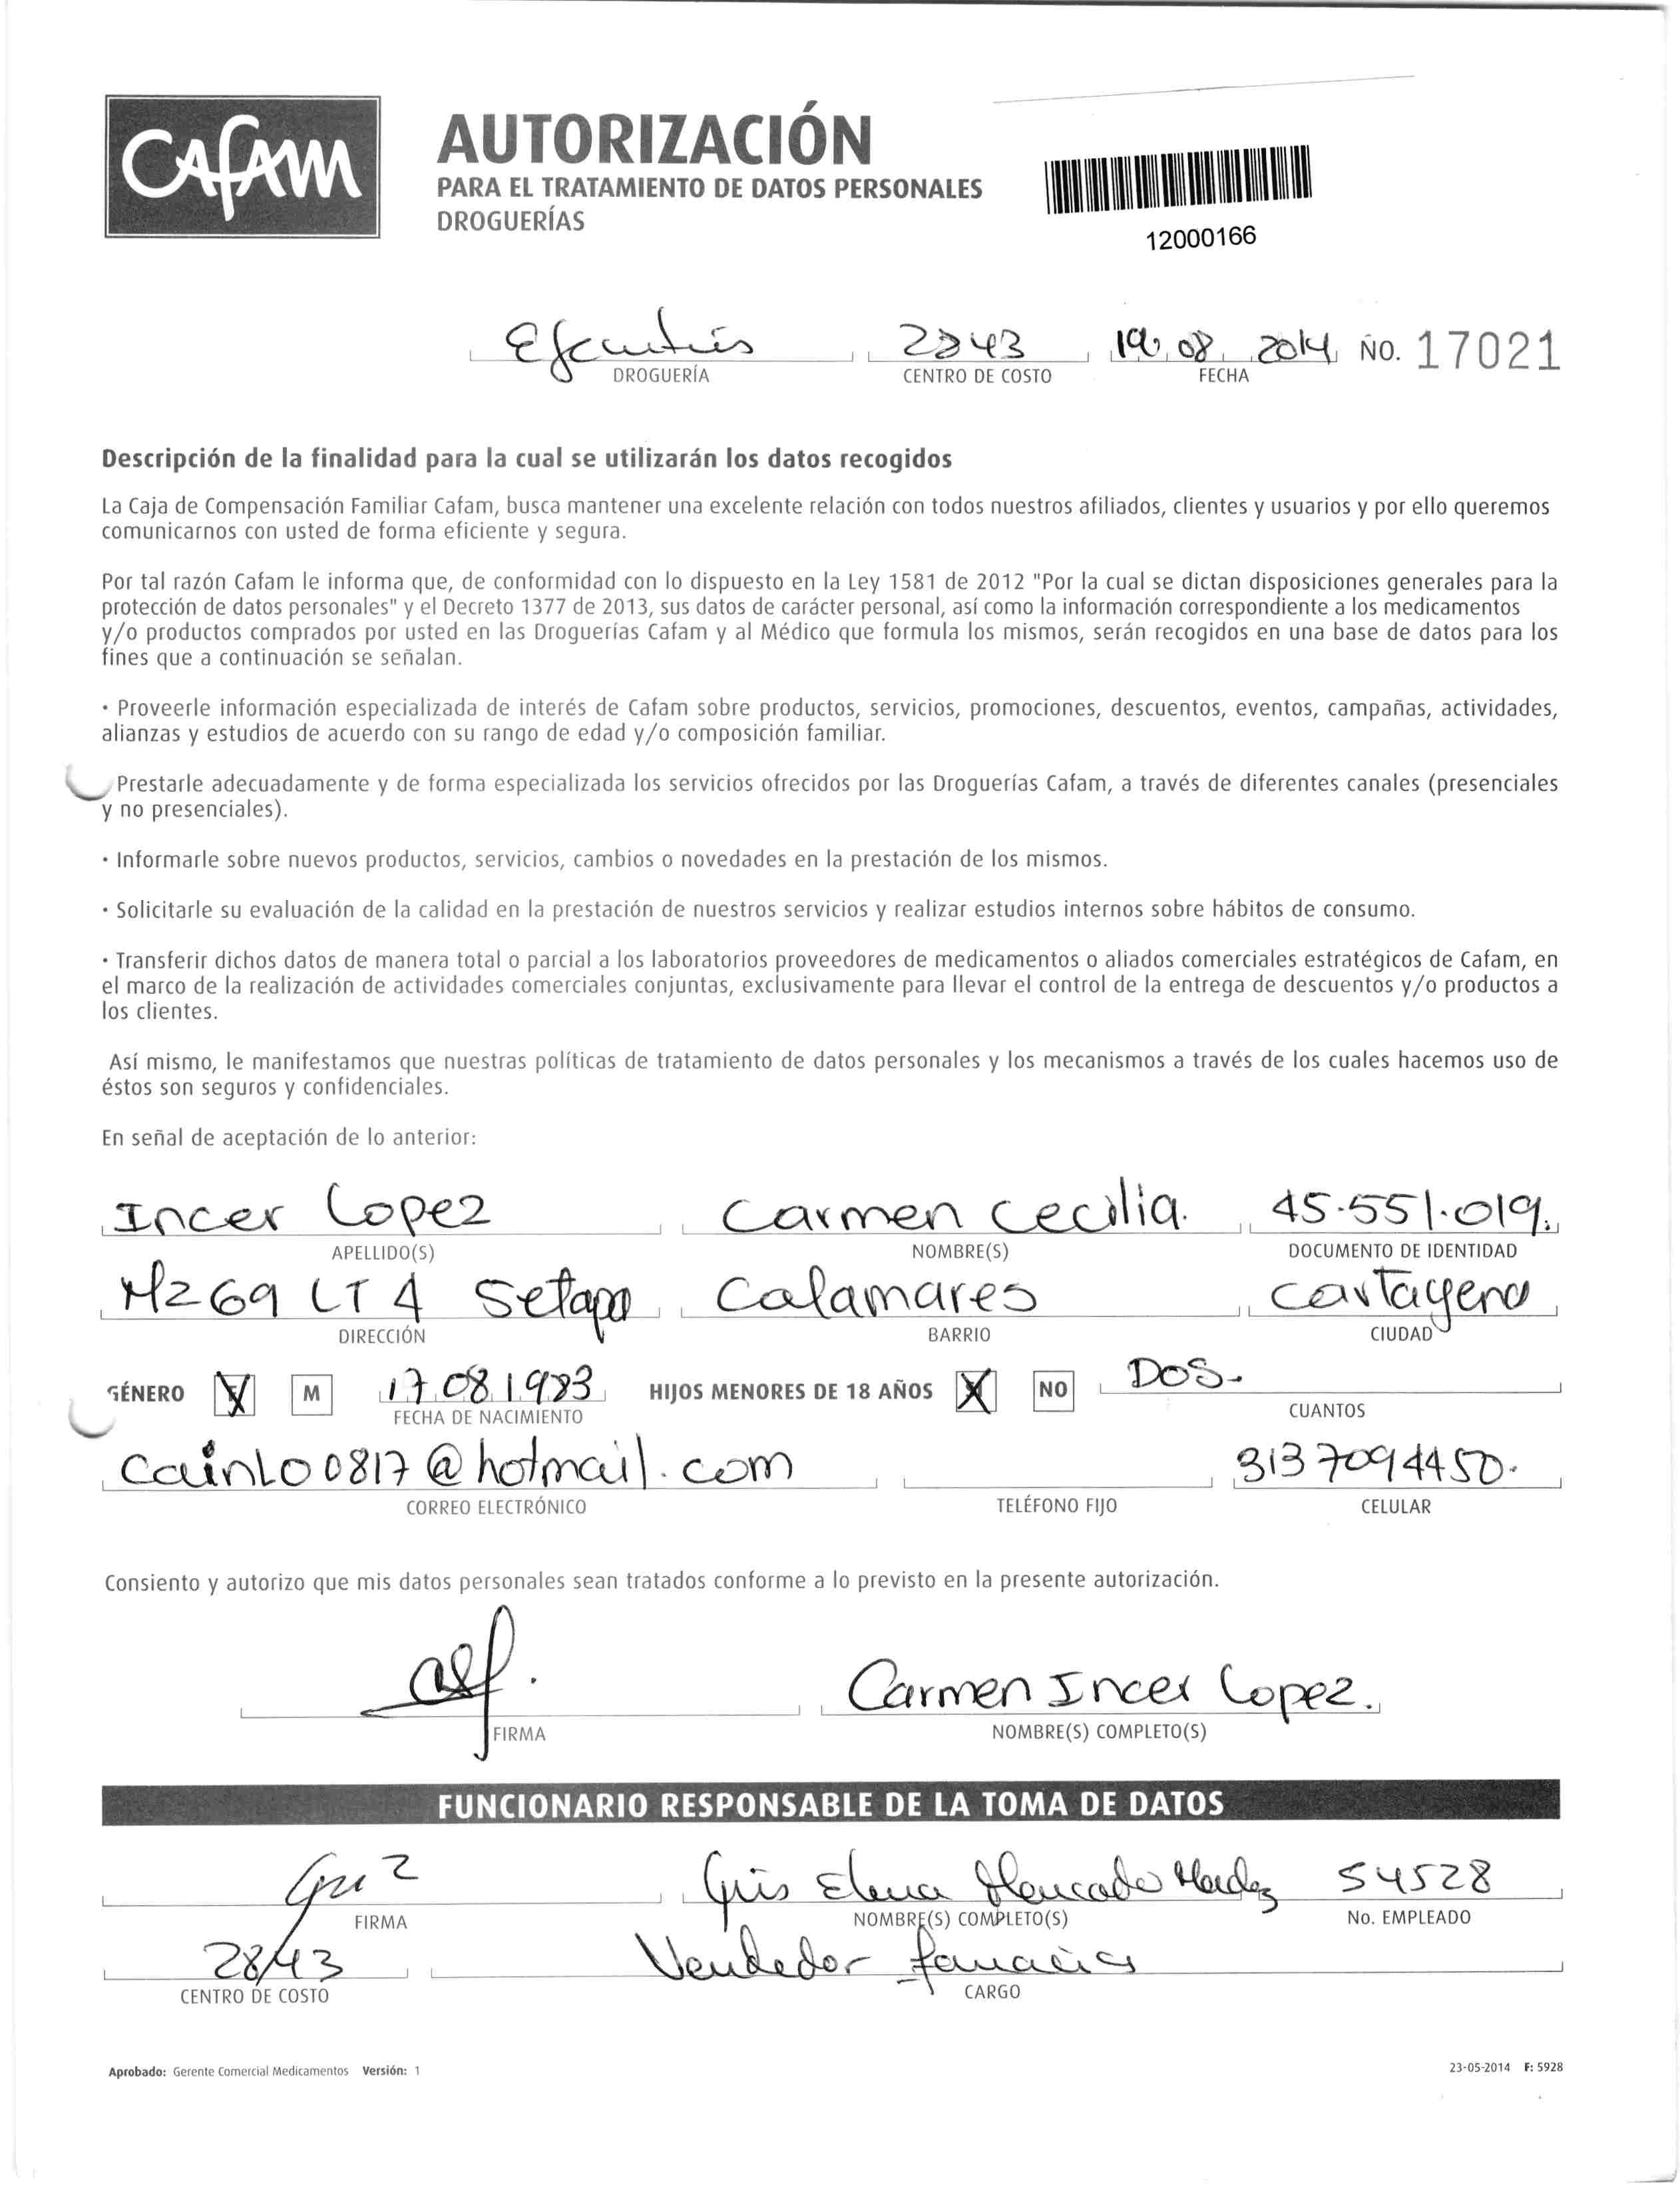 CAFAM
AUTORIZACIÓN
PARA EL TRATAMIENTO DE DATOS PERSONALES
DROGUERÍAS
12000166
2843 19 08 2014 NO. 17021
DROGUERÍA CENTRO DE COSTO FECHA
Descripción de la finalidad para la cual se utilizarán los datos recogidos
La Caja de Compensación Familiar Cafam, busca mantener una excelente relación con todos nuestros afiliados, clientes y usuarios y por ello queremos
comunicarnos con usted de forma eficiente y segura.
Por tal razón Cafam le informa que, de conformidad con lo dispuesto en la Ley 1581 de 2012 "Por la cual se dictan disposiciones generales para la
protección de datos personales" y el Decreto 1377 de 2013, sus datos de carácter personal, así como la información correspondiente a los medicamentos
y/o productos comprados por usted en las Droguerías Cafam y al Médico que formula los mismos, serán recogidos en una base de datos para los
fines que a continuación se señalan.
· Proveerle información especializada de interés de Cafam sobre productos, servicios, promociones, descuentos, eventos, campañas, actividades,
alianzas y estudios de acuerdo con su rango de edad y/o composición familiar.
Prestarle adecuadamente y de forma especializada los servicios ofrecidos por las Droguerías Cafam, a través de diferentes canales (presenciales
y no presenciales).
· Informarle sobre nuevos productos, servicios, cambios o novedades en la prestación de los mismos.
· Solicitarle su evaluación de la calidad en la prestación de nuestros servicios y realizar estudios internos sobre hábitos de consumo.
· Transferir dichos datos de manera total o parcial a los laboratorios proveedores de medicamentos o aliados comerciales estratégicos de Cafam, en
el marco de la realización de actividades comerciales conjuntas, exclusivamente para llevar el control de la entrega de descuentos y/o productos a
los clientes.
Así mismo, le manifestamos que nuestras políticas de tratamiento de datos personales y los mecanismos a través de los cuales hacemos uso de
éstos son seguros y confidenciales.
En señal de aceptación de lo anterior:
Incer Lopez Carmen Cecilia. 45.551.019.
APELLIDO(S) NOMBRE(S) DOCUMENTO DE IDENTIDAD
Mz 69 LT 4 5etapa Calamares Cartagena
DIRECCIÓN BARRIO CIUDAD
GÉNERO M 17 08 1983 HIJOS MENORES DE 18 AÑOS NO DOS.
FECHA DE NACIMIENTO CUANTOS
cainlo0817@hotmail.com 3137094450.
CORREO ELECTRÓNICO TELÉFONO FIJO CELULAR
Consiento y autorizo que mis datos personales sean tratados conforme a lo previsto en la presente autorización.
Carmen Incer Lopez.
FIRMA NOMBRE(S) COMPLETO(S)
FUNCIONARIO RESPONSABLE DE LA TOMA DE DATOS
Elena 54528
FIRMA NOMBRE(S) COMPLETO(S) No. EMPLEADO
2843 Vendedor
CENTRO DE COSTO CARGO
Aprobado: Gerente Comercial Medicamentos Versión: 1 23-05-2014 F: 5928